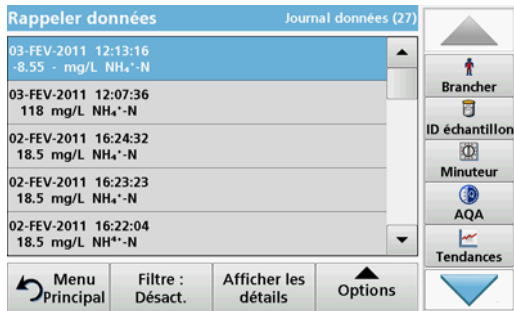 Rappeler données
Journal données (27)
03-FEV-2011 12:13:16
-8.55 - mg/L NH₄⁺-N
03-FEV-2011 12:07:36
118 mg/L NH₄⁺-N
02-FEV-2011 16:24:32
18.5 mg/L NH₄⁺-N
02-FEV-2011 16:23:23
18.5 mg/L NH₄⁺-N
02-FEV-2011 16:22:04
18.5 mg/L NH⁴⁺-N
Menu
Principal
Filtre :
Désact.
Afficher les
détails
Options
Brancher
ID échantillon
Minuteur
AQA
Tendances